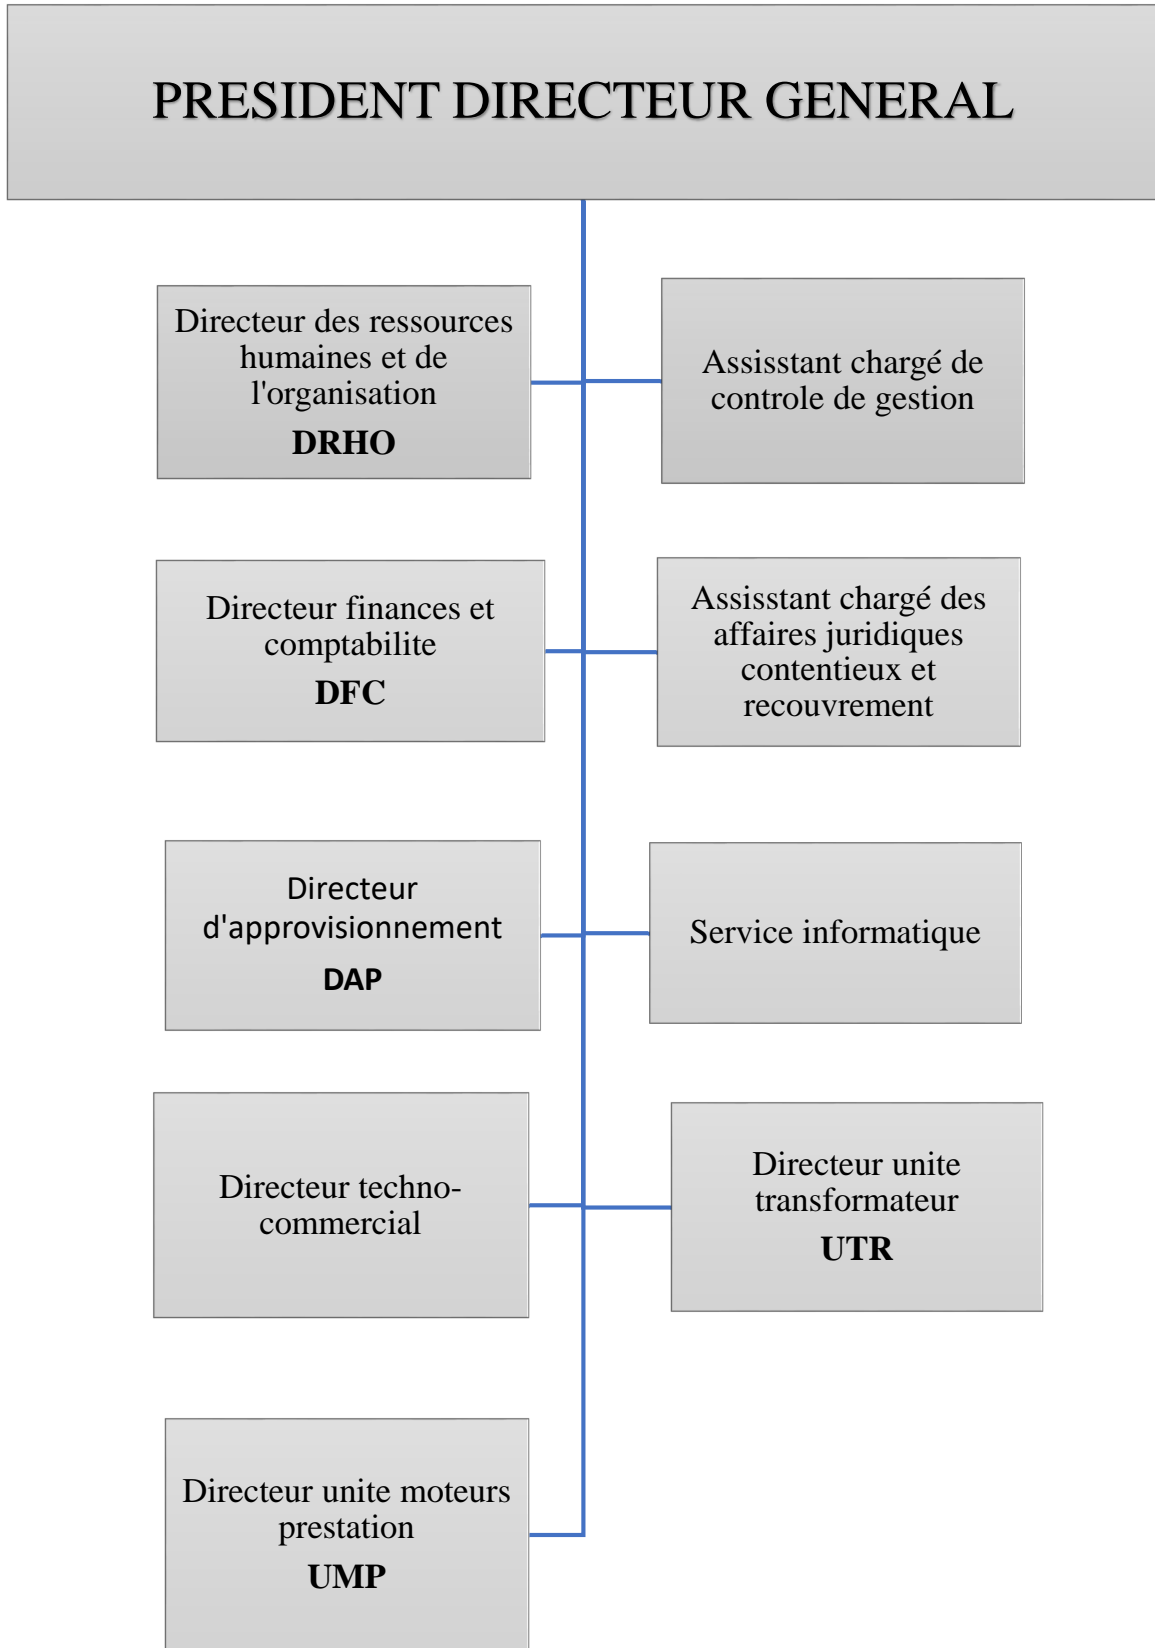 PRESIDENT DIRECTEUR GENERAL
Directeur des ressources
humaines et de
l'organisation
DRHO
Assisstant chargé de
controle de gestion
Directeur finances et
comptabilite
DFC
Assisstant chargé des
affaires juridiques
contentieux et
recouvrement
Directeur
d'approvisionnement
DAP
Service informatique
Directeur techno-
commercial
Directeur unite
transformateur
UTR
Directeur unite moteurs
prestation
UMP